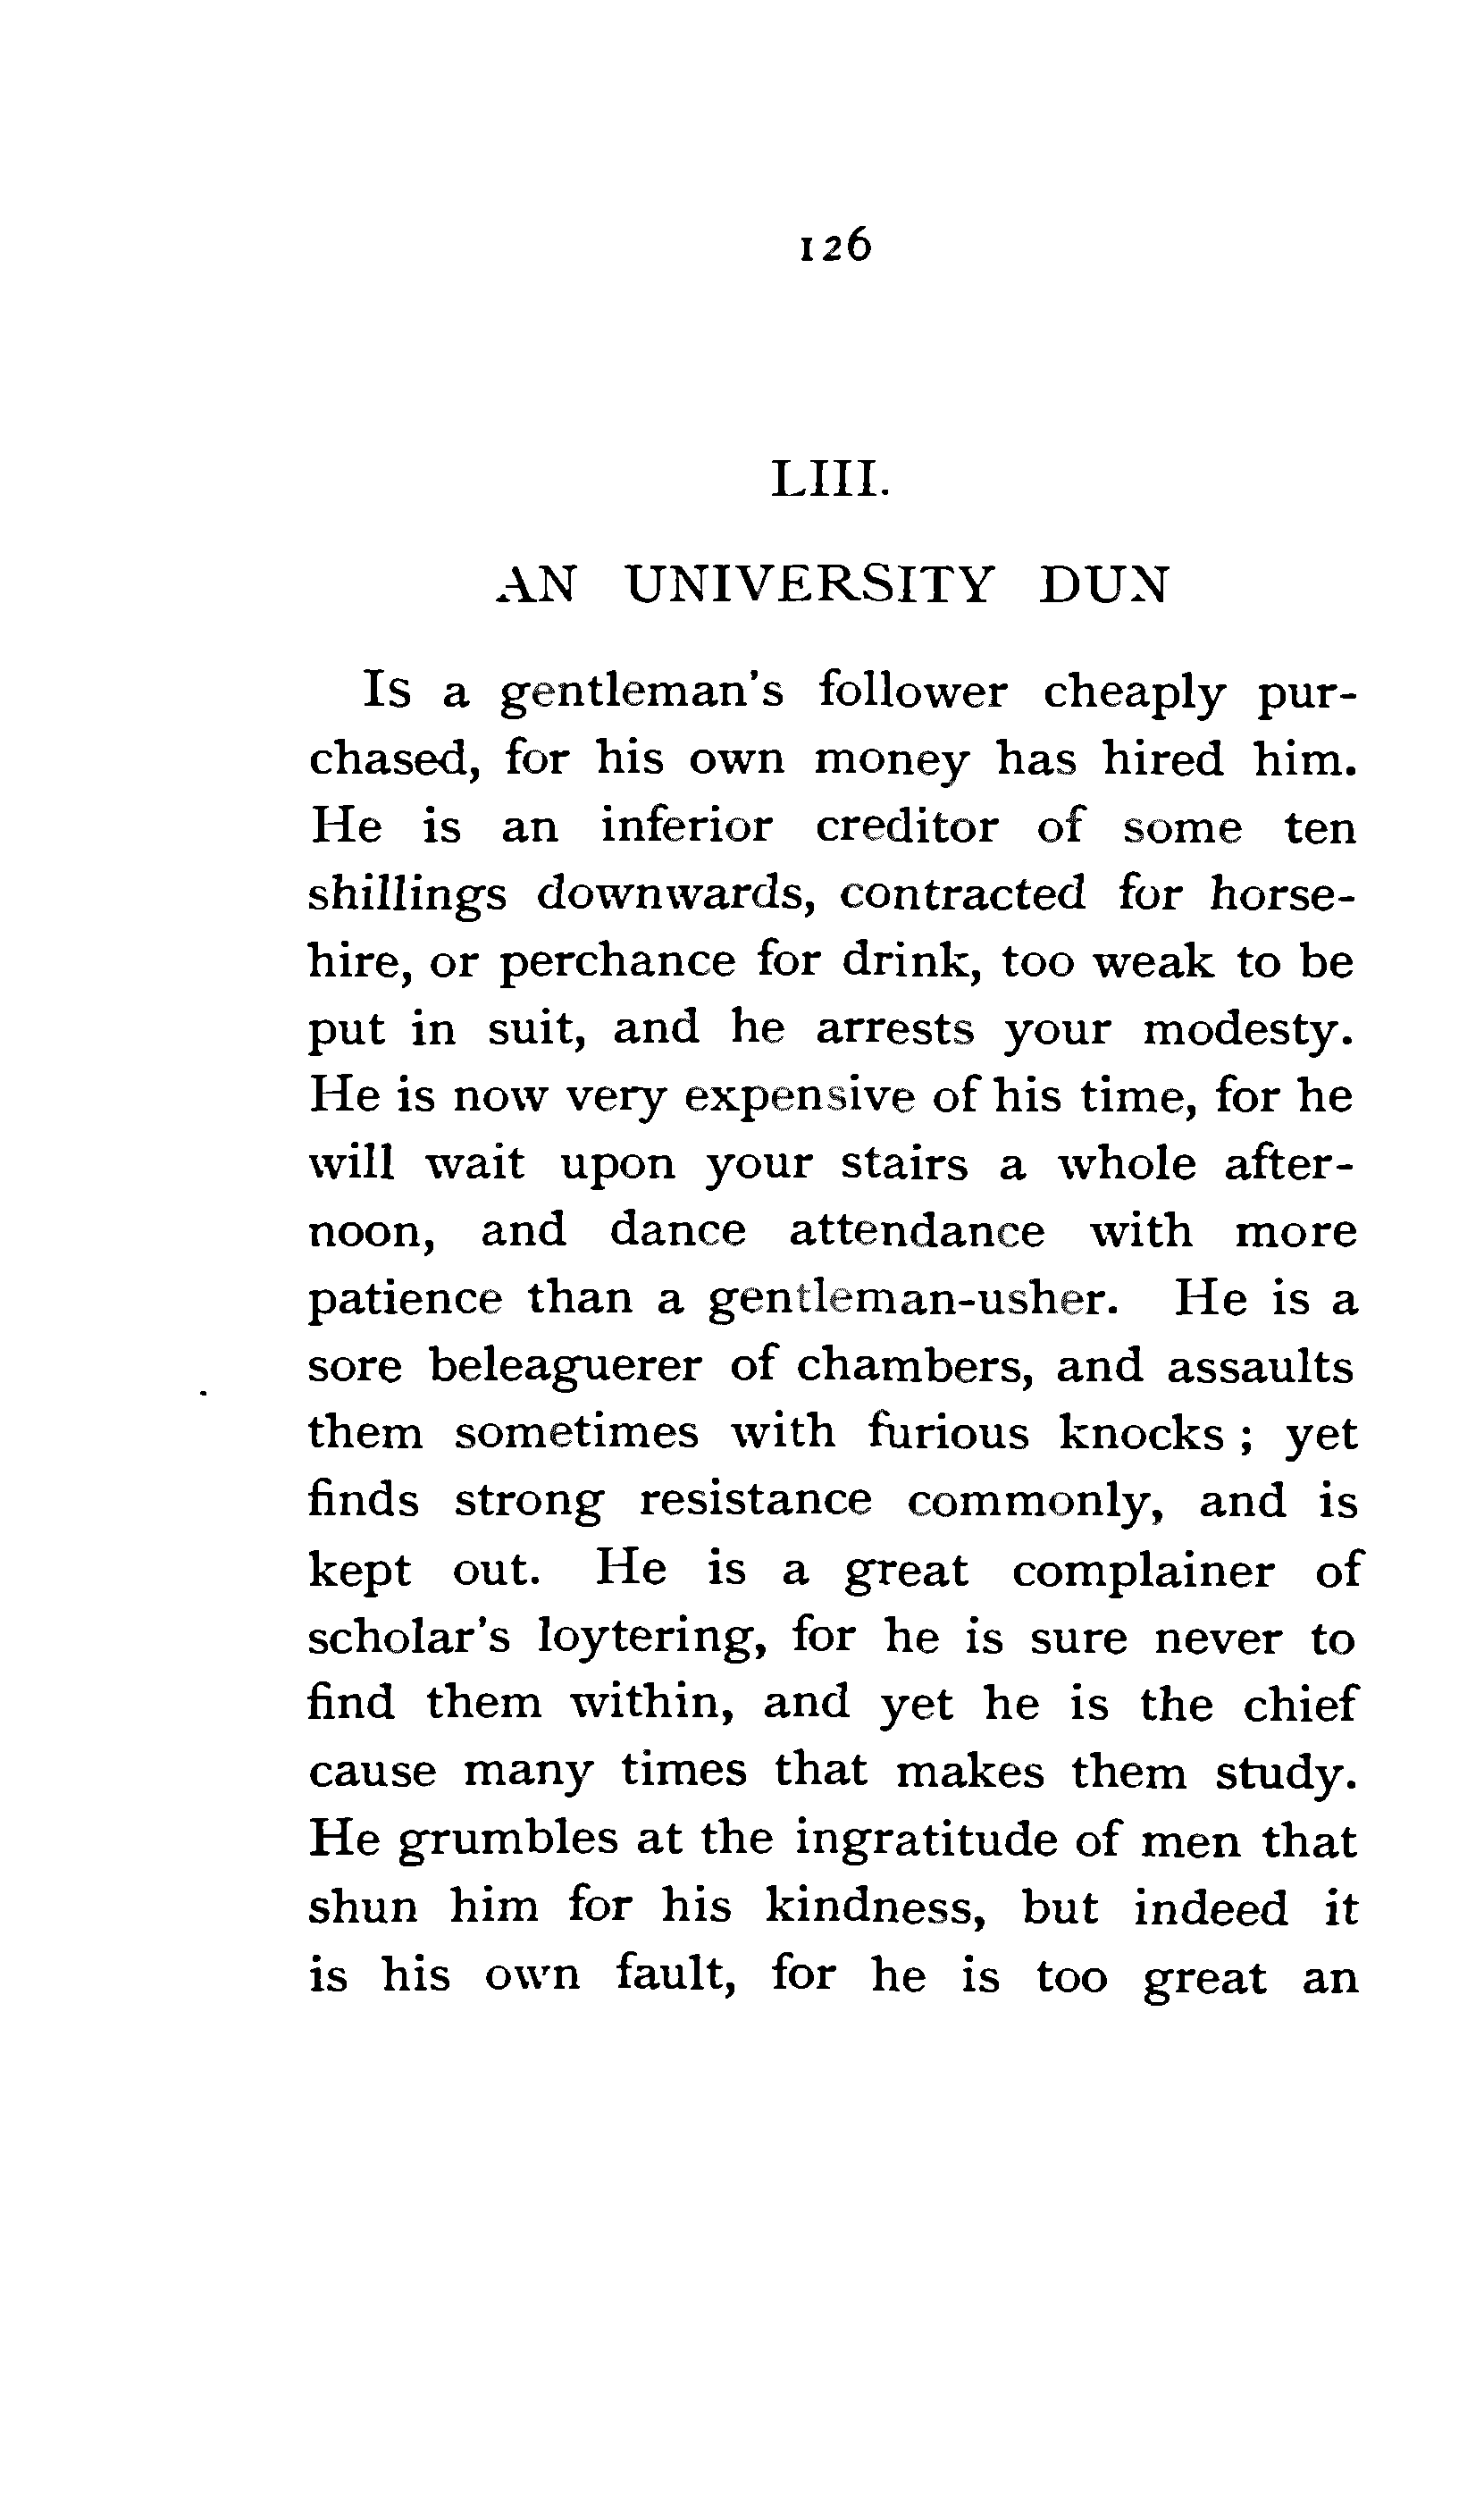 126
LIII.
AN UNIVERSITY DUN
Is a gentleman's follower cheaply pur-
chased, for his own money has hired him.
He is an inferior creditor of some ten
shillings downwards, contracted for horse-
hire, or perchance for drink, too weak to be
put in suit, and he arrests your modesty.
He is now very expensive of his time, for he
will wait upon your stairs a whole after-
noon, and dance attendance with more
patience than a gentleman-usher. He is a
sore beleaguerer of chambers, and assaults
them sometimes with furious knocks ; yet
finds strong resistance commonly, and is
kept out. He is a great complainer of
scholar's loytering, for he is sure never to
find them within, and yet he is the chief
cause many times that makes them study.
He grumbles at the ingratitude of men that
shun him for his kindness, but indeed it
is his own fault, for he is too great an